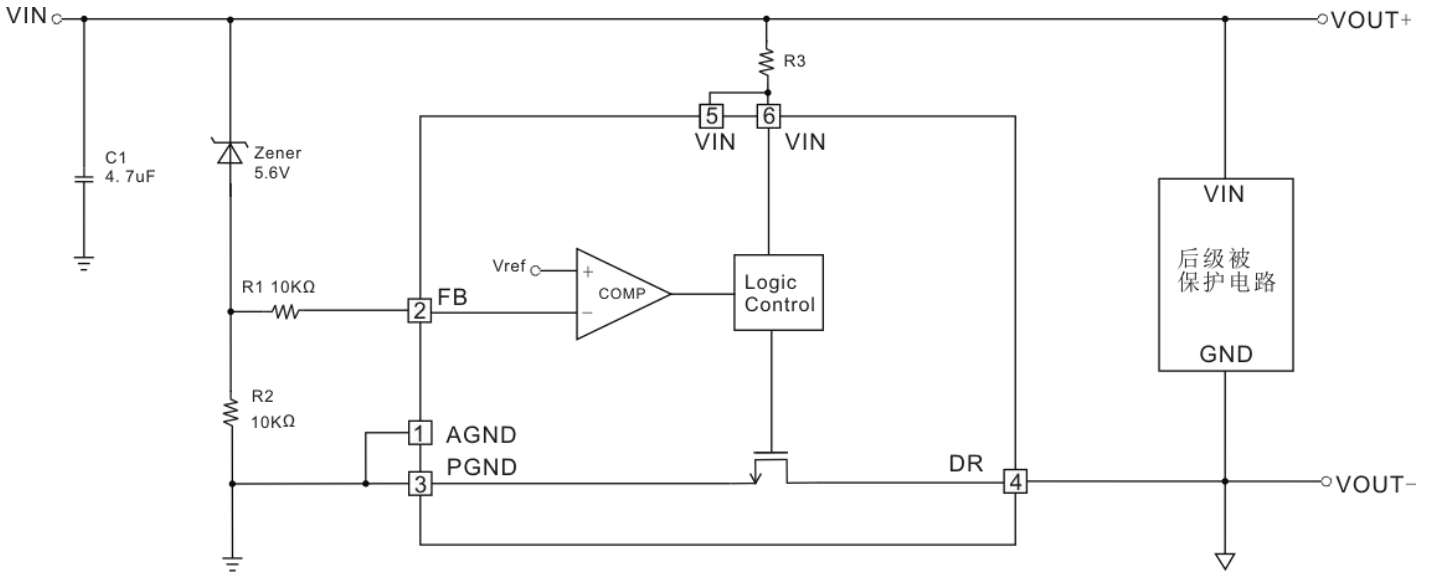 VIN
VOUT+
R3
5
6
VIN
VIN
C1
4.7uF
Zener
5.6V
VIN
后级被
保护电路
GND
Vref
+
COMP
−
Logic
Control
R1 10KΩ
2
FB
R2
10KΩ
1
AGND
3
PGND
DR
4
VOUT−